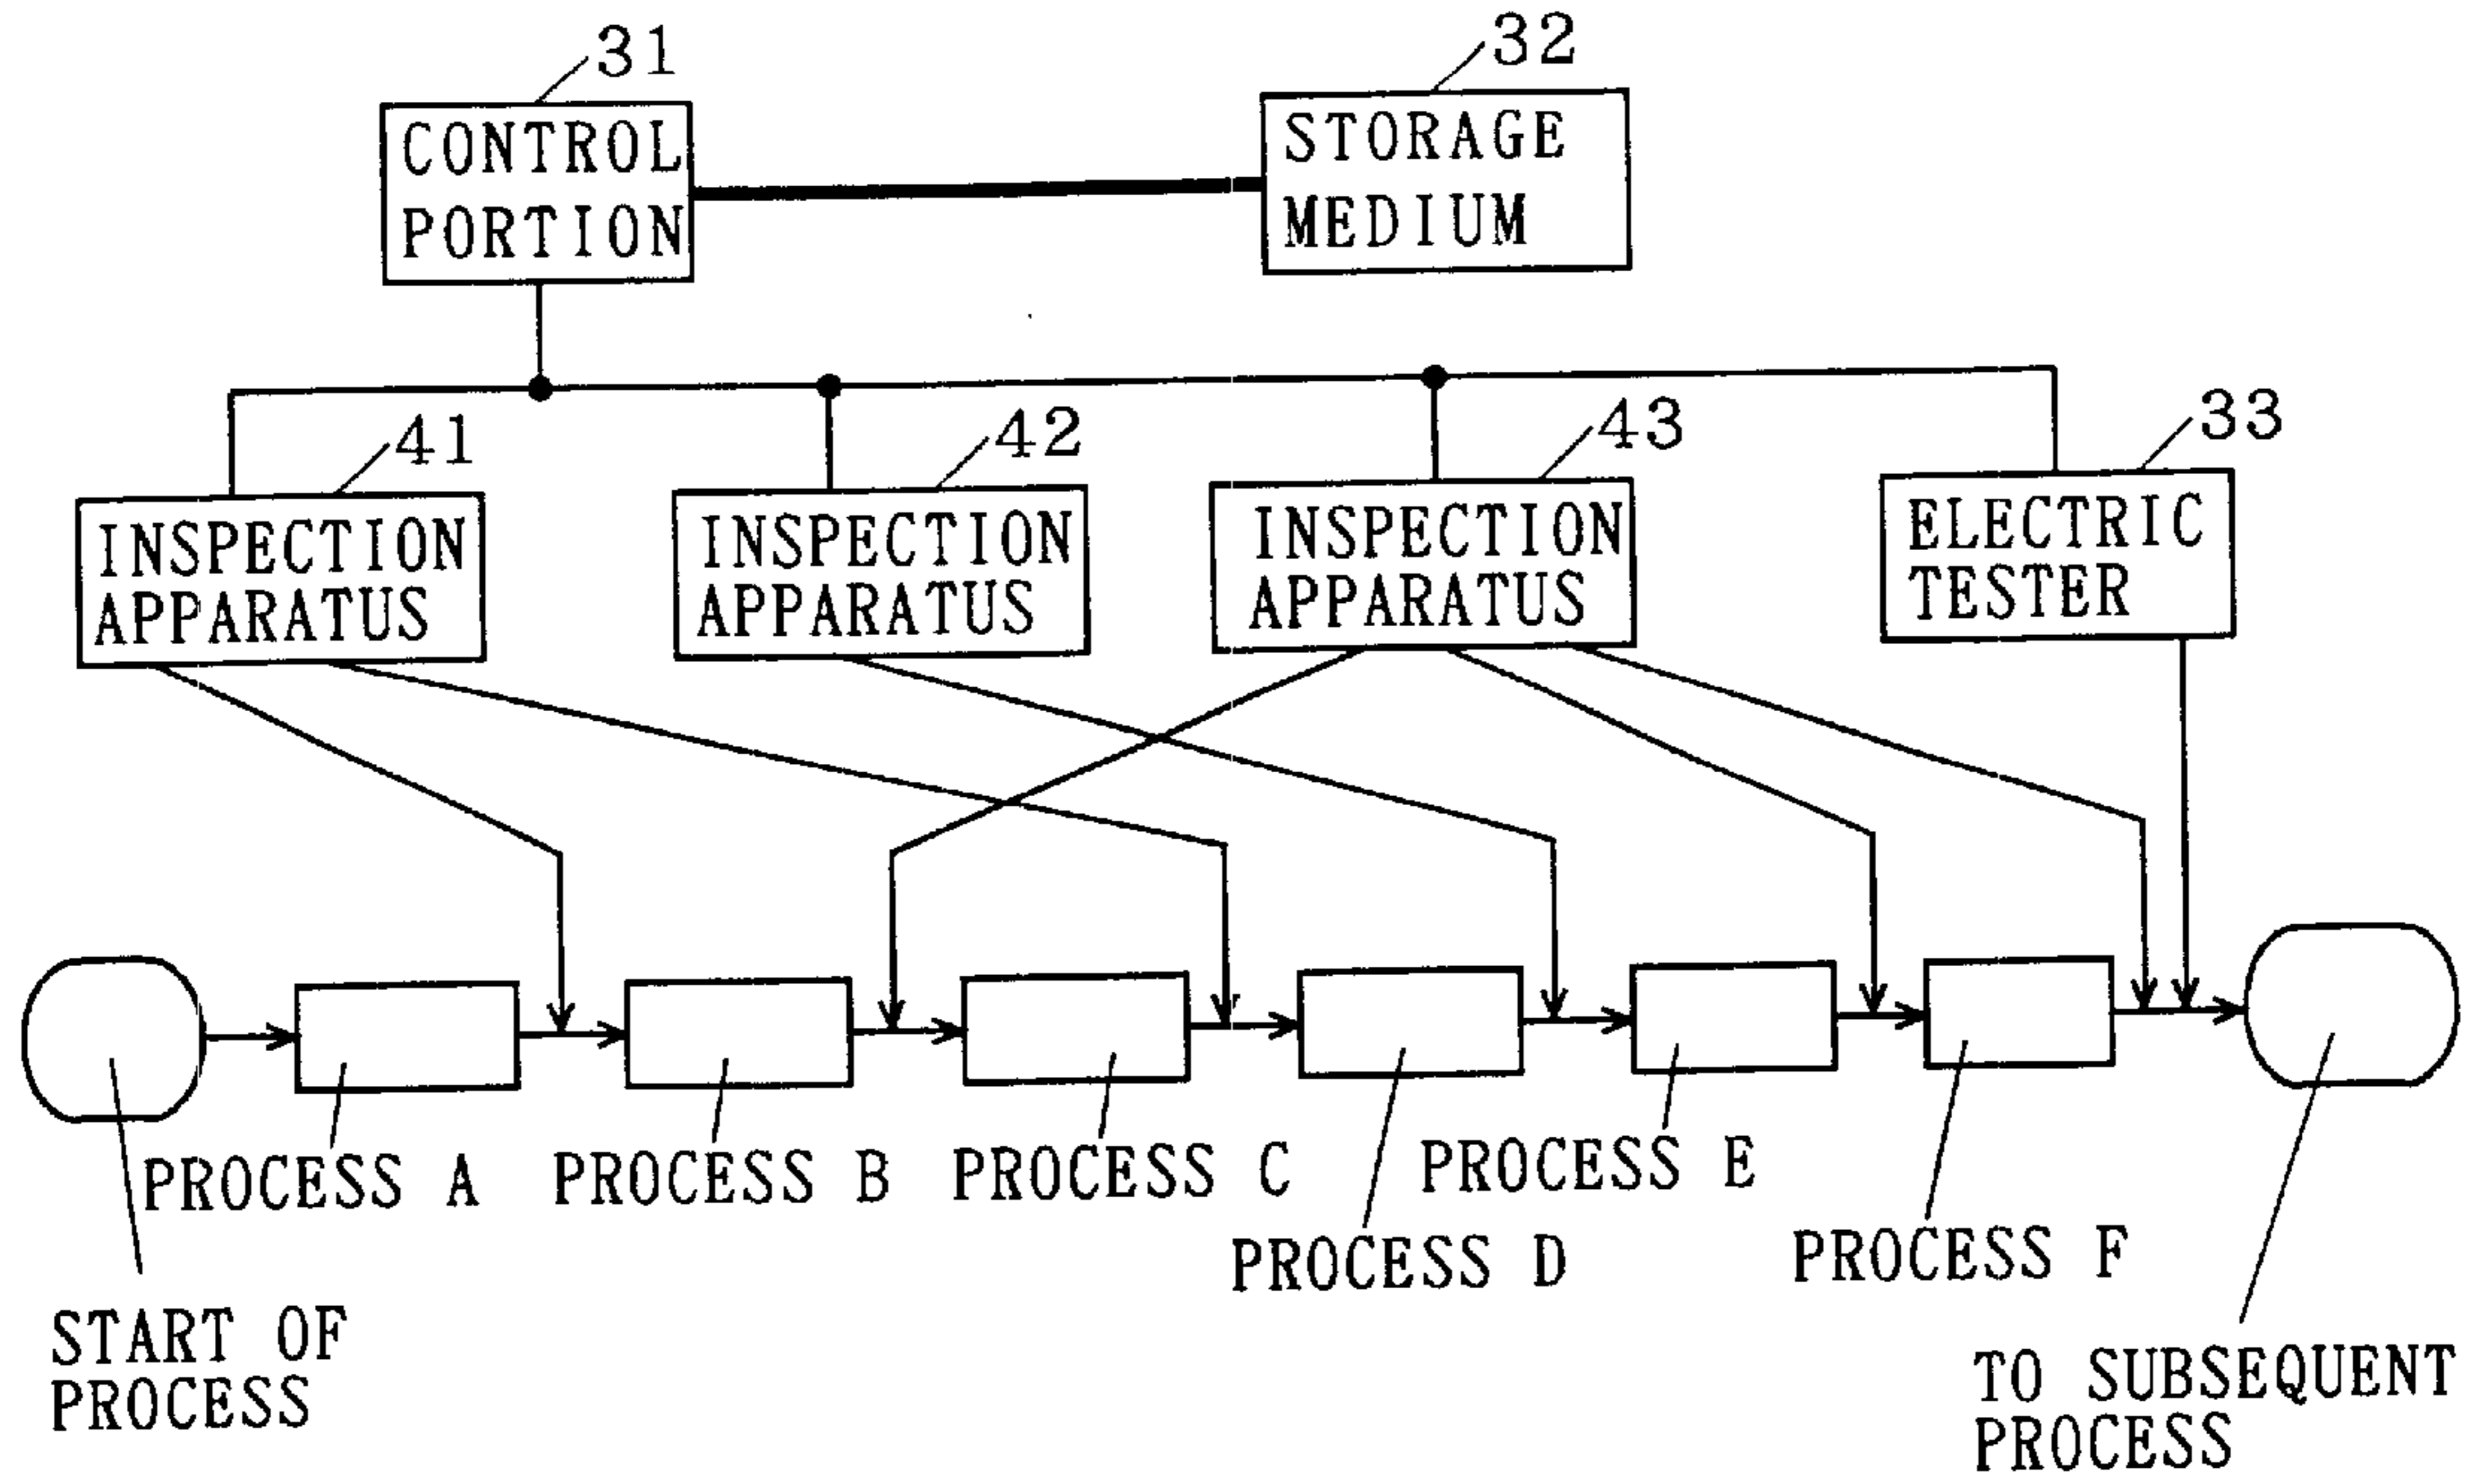 31
32
CONTROL
PORTION
STORAGE
MEDIUM
41
42
43
33
INSPECTION
APPARATUS
INSPECTION
APPARATUS
INSPECTION
APPARATUS
ELECTRIC
TESTER
PROCESS A
PROCESS B
PROCESS C
PROCESS D
PROCESS E
PROCESS F
START OF
PROCESS
TO SUBSEQUENT
PROCESS